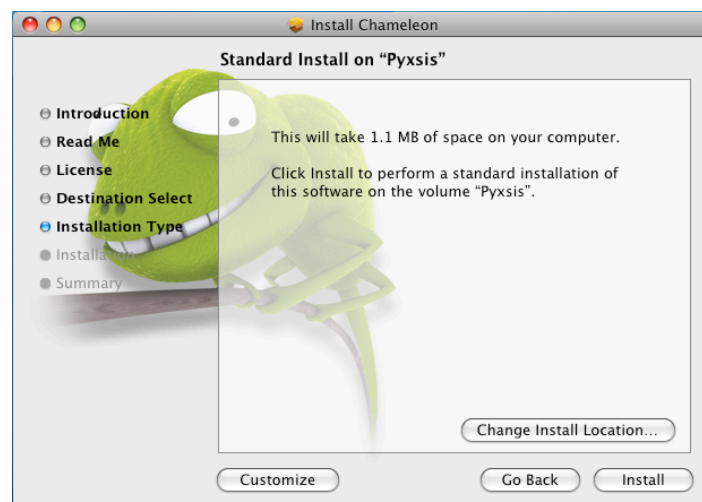 Install Chameleon
Standard Install on “Pyxsis”
Introduction
Read Me
License
Destination Select
Installation Type
Installation
Summary
This will take 1.1 MB of space on your computer.
Click Install to perform a standard installation of
this software on the volume “Pyxsis”.
Change Install Location...
Customize
Go Back
Install